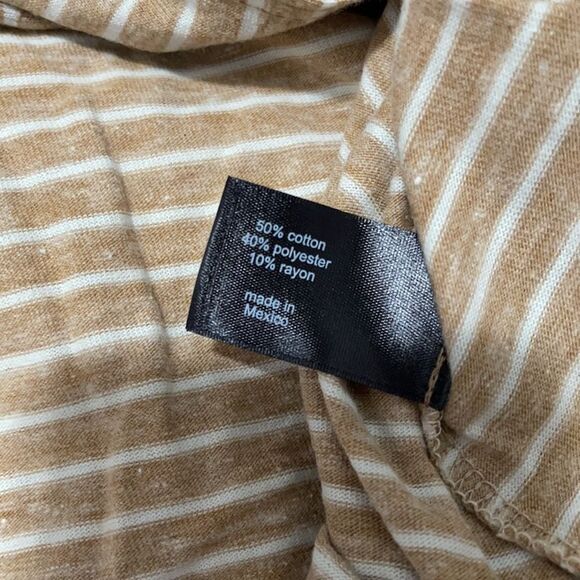 50% cotton
40% polyester
10% rayon
made in
Mexico